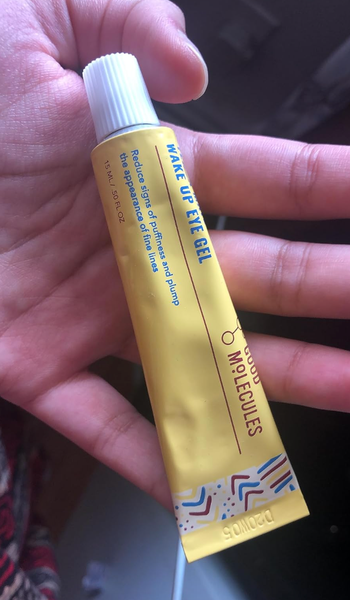 WAKE UP EYE GEL
Reduce signs of puffiness and plump
the appearance of fine lines
15 ML / .50 FL OZ
GOOD
MOLECULES
D20W05